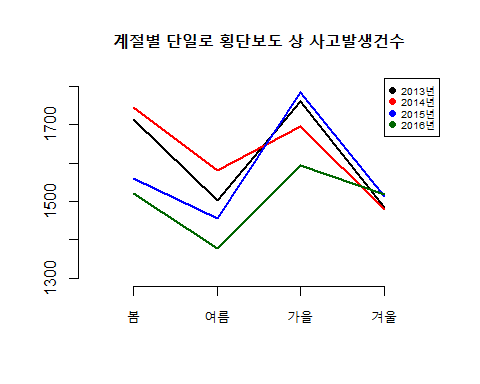 계절별 단일로 횡단보도 상 사고발생건수
2013년
2014년
2015년
2016년
1700
1500
1300
봄 여름 가을 겨울